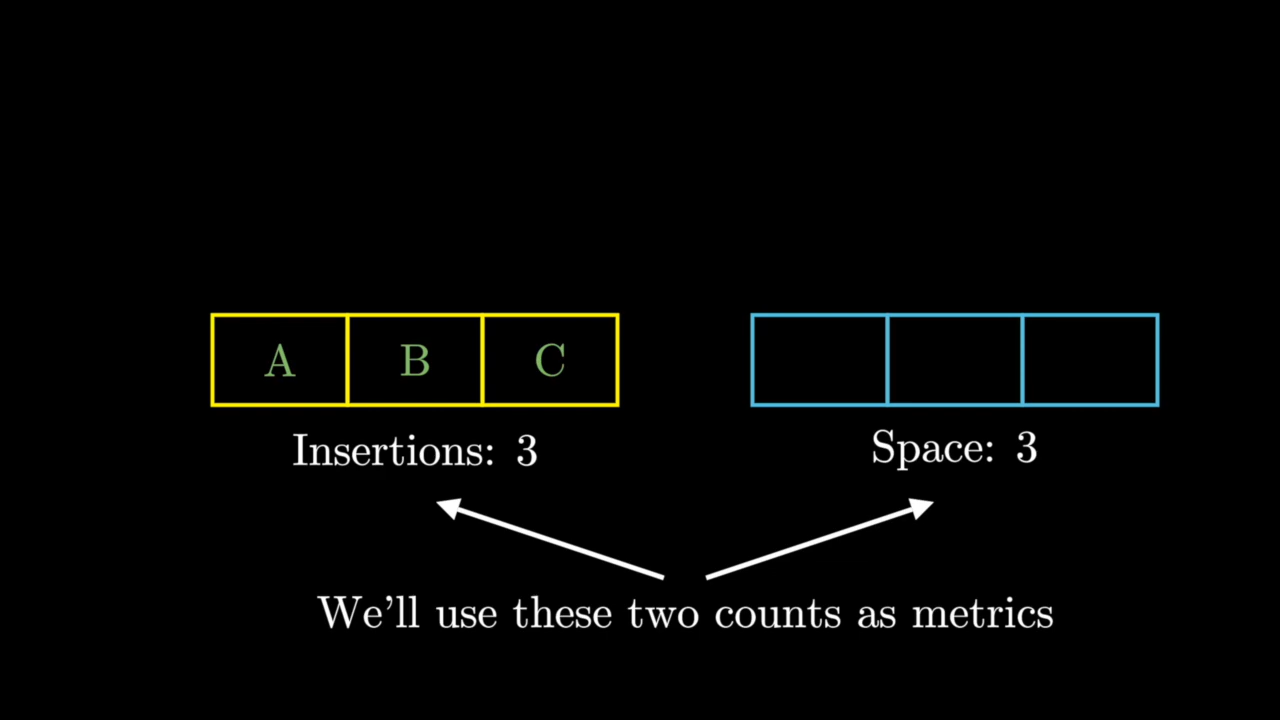 A B C
Insertions: 3
Space: 3
We'll use these two counts as metrics